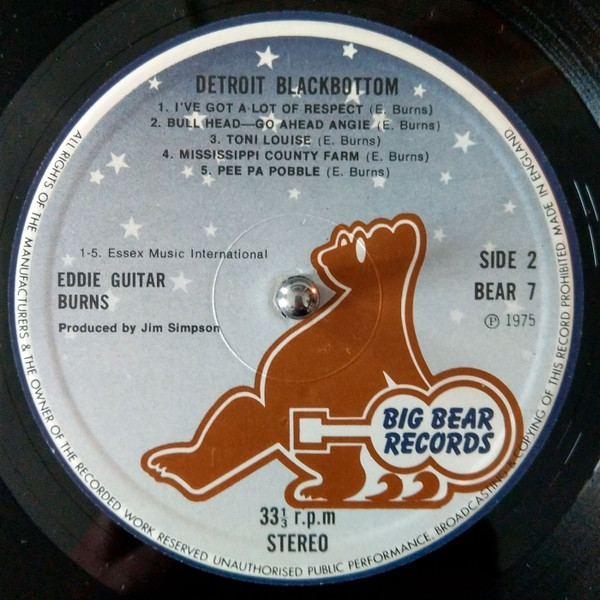 DETROIT BLACKBOTTOM
1. I'VE GOT A LOT OF RESPECT (E. Burns)
2. BULL HEAD—GO AHEAD ANGIE (E. Burns)
3. TONI LOUISE (E. Burns)
4. MISSISSIPPI COUNTY FARM (E. Burns)
5. PEE PA POBBLE (E. Burns)
1-5. Essex Music International
EDDIE GUITAR
BURNS
Produced by Jim Simpson
SIDE 2
BEAR 7
Ⓟ 1975
BIG BEAR
RECORDS
33⅓ r.p.m
STEREO
ALL RIGHTS OF THE MANUFACTURERS & THE OWNER OF THE RECORDED WORK RESERVED UNAUTHORISED PUBLIC PERFORMANCE, BROADCASTING & COPYING OF THIS RECORD PROHIBITED. MADE IN ENGLAND